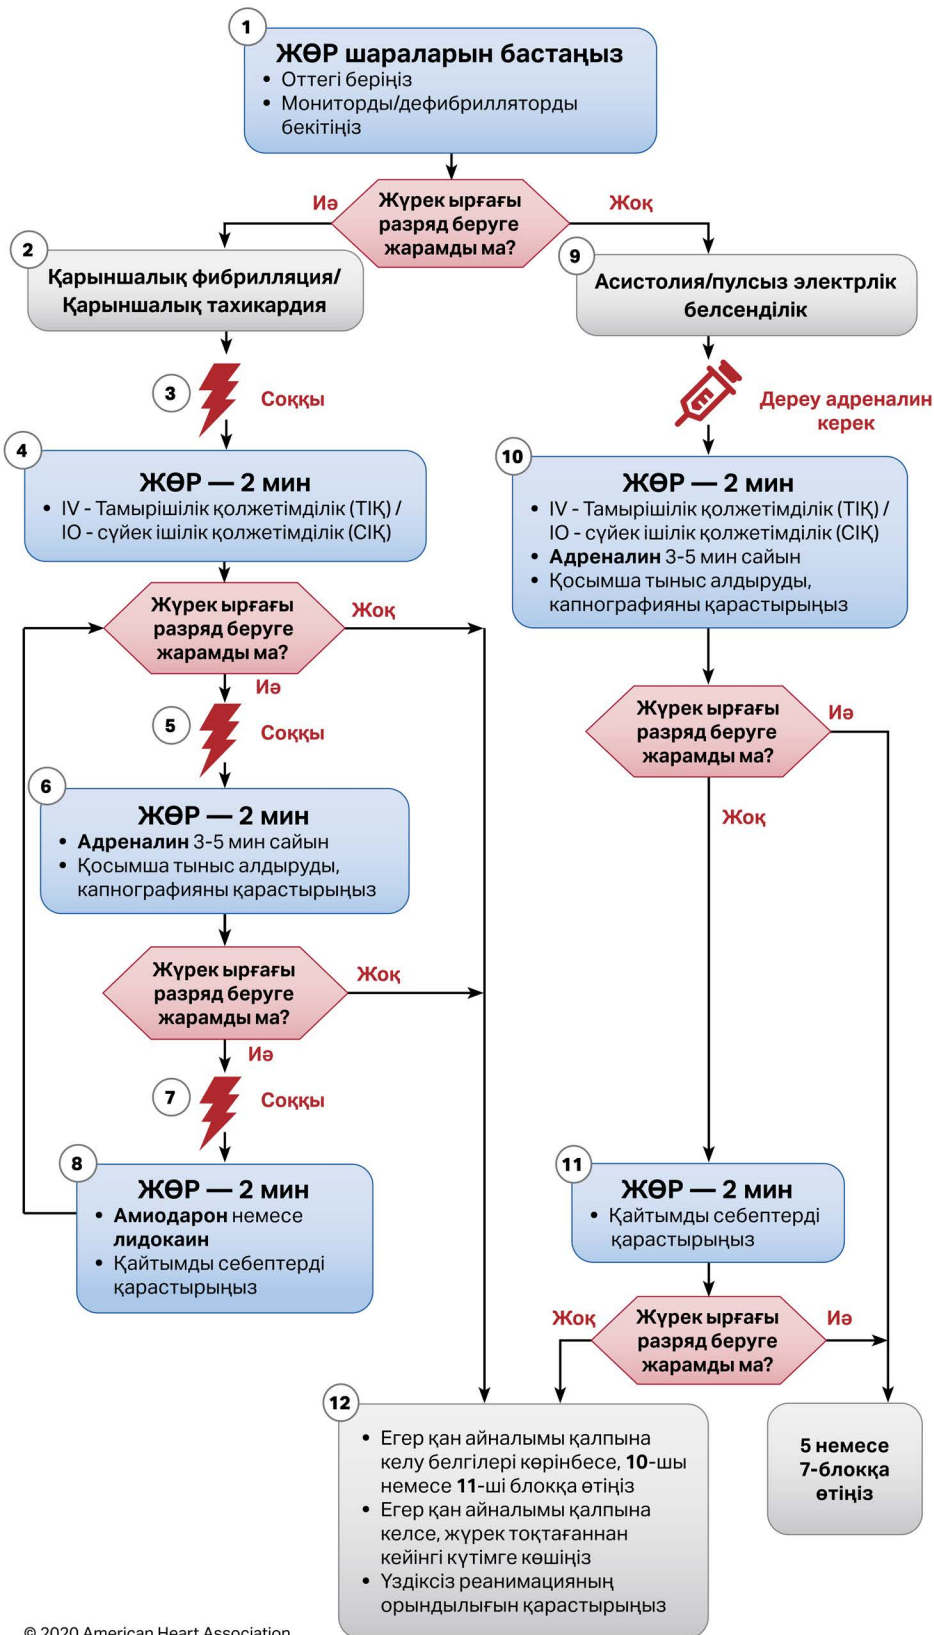 1
ЖӨР шараларын бастаңыз
• Оттегі беріңіз
• Мониторды/дефибрилляторды
бекітіңіз
Иә
Жүрек ырғағы
разряд беруге
жарамды ма?
Жоқ
2
Қарыншалық фибрилляция/
Қарыншалық тахикардия
3
Соққы
4
ЖӨР — 2 мин
• IV - Тамырішілік қолжетімділік (ТІҚ) /
IO - сүйек ішілік қолжетімділік (СІҚ)
Жүрек ырғағы
разряд беруге
жарамды ма?
Жоқ
Иә
5
Соққы
6
ЖӨР — 2 мин
• Адреналин 3-5 мин сайын
• Қосымша тыныс алдыруды,
капнографияны қарастырыңыз
Жүрек ырғағы
разряд беруге
жарамды ма?
Жоқ
Иә
7
Соққы
8
ЖӨР — 2 мин
• Амиодарон немесе
лидокаин
• Қайтымды себептерді
қарастырыңыз
9
Асистолия/пулсыз электрлік
белсенділік
Дереу адреналин
керек
10
ЖӨР — 2 мин
• IV - Тамырішілік қолжетімділік (ТІҚ) /
IO - сүйек ішілік қолжетімділік (СІҚ)
• Адреналин 3-5 мин сайын
• Қосымша тыныс алдыруды,
капнографияны қарастырыңыз
Жүрек ырғағы
разряд беруге
жарамды ма?
Иә
Жоқ
11
ЖӨР — 2 мин
• Қайтымды себептерді
қарастырыңыз
Жоқ
Жүрек ырғағы
разряд беруге
жарамды ма?
Иә
12
• Егер қан айналымы қалпына
келу белгілері көрінбесе, 10-шы
немесе 11-ші блокқа өтіңіз
• Егер қан айналымы қалпына
келсе, жүрек тоқтағаннан
кейінгі күтімге көшіңіз
• Үздіксіз реанимацияның
орындылығын қарастырыңыз
5 немесе
7-блокқа
өтіңіз
© 2020 American Heart Association